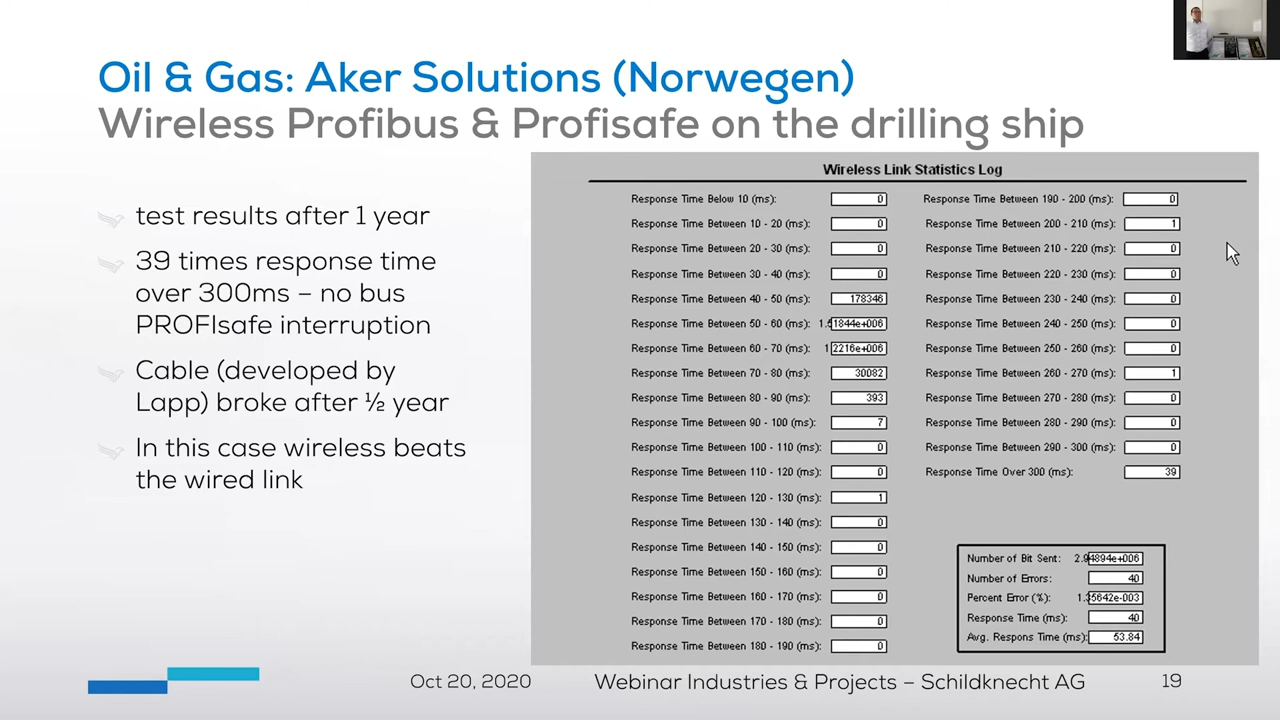 Oil & Gas: Aker Solutions (Norwegen)
Wireless Profibus & Profisafe on the drilling ship
test results after 1 year
39 times response time
over 300ms – no bus
PROFIsafe interruption
Cable (developed by
Lapp) broke after ½ year
In this case wireless beats
the wired link
Wireless Link Statistics Log
Response Time Below 10 (ms): 0
Response Time Between 10 - 20 (ms): 0
Response Time Between 20 - 30 (ms): 0
Response Time Between 30 - 40 (ms): 0
Response Time Between 40 - 50 (ms): 178346
Response Time Between 50 - 60 (ms):
Response Time Between 60 - 70 (ms):
Response Time Between 70 - 80 (ms): 30082
Response Time Between 80 - 90 (ms): 393
Response Time Between 90 - 100 (ms): 7
Response Time Between 100 - 110 (ms): 0
Response Time Between 110 - 120 (ms): 0
Response Time Between 120 - 130 (ms): 1
Response Time Between 130 - 140 (ms): 0
Response Time Between 140 - 150 (ms): 0
Response Time Between 150 - 160 (ms): 0
Response Time Between 160 - 170 (ms): 0
Response Time Between 170 - 180 (ms): 0
Response Time Between 180 - 190 (ms): 0
Response Time Between 190 - 200 (ms): 0
Response Time Between 200 - 210 (ms): 1
Response Time Between 210 - 220 (ms): 0
Response Time Between 220 - 230 (ms): 0
Response Time Between 230 - 240 (ms): 0
Response Time Between 240 - 250 (ms): 0
Response Time Between 250 - 260 (ms): 0
Response Time Between 260 - 270 (ms): 1
Response Time Between 270 - 280 (ms): 0
Response Time Between 280 - 290 (ms): 0
Response Time Between 290 - 300 (ms): 0
Response Time Over 300 (ms): 39
Number of Bit Sent: 2.94894e+006
Number of Errors: 40
Percent Error (%): 1.35642e-003
Response Time (ms): 40
Avg. Respons Time (ms): 53.84
Oct 20, 2020
Webinar Industries & Projects – Schildknecht AG
19